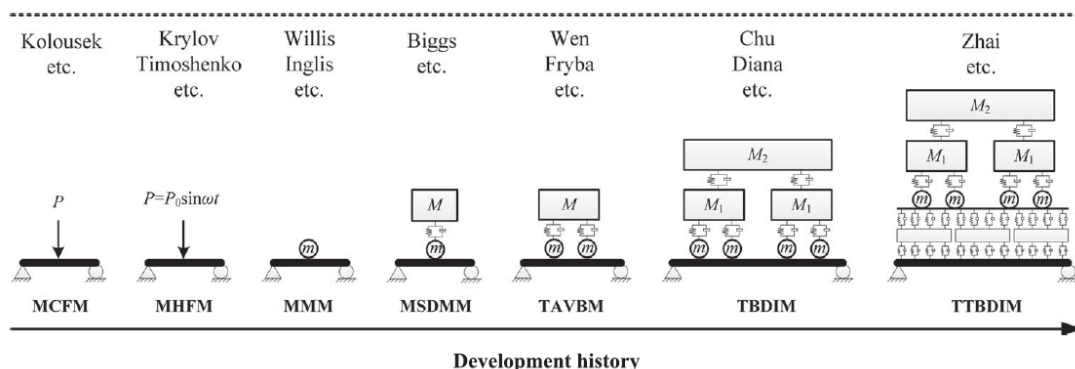 Kolousek
etc.
Krylov
Timoshenko
etc.
Willis
Inglis
etc.
Biggs
etc.
Wen
Fryba
etc.
Chu
Diana
etc.
Zhai
etc.
P
P=P₀sinωt
m
M
m
M
m m
M₂
M₁ M₁
m m m m
M₂
M₁ M₁
m m m m
MCFM
MHFM
MMM
MSDMM
TAVBM
TBDIM
TTBDIM
Development history